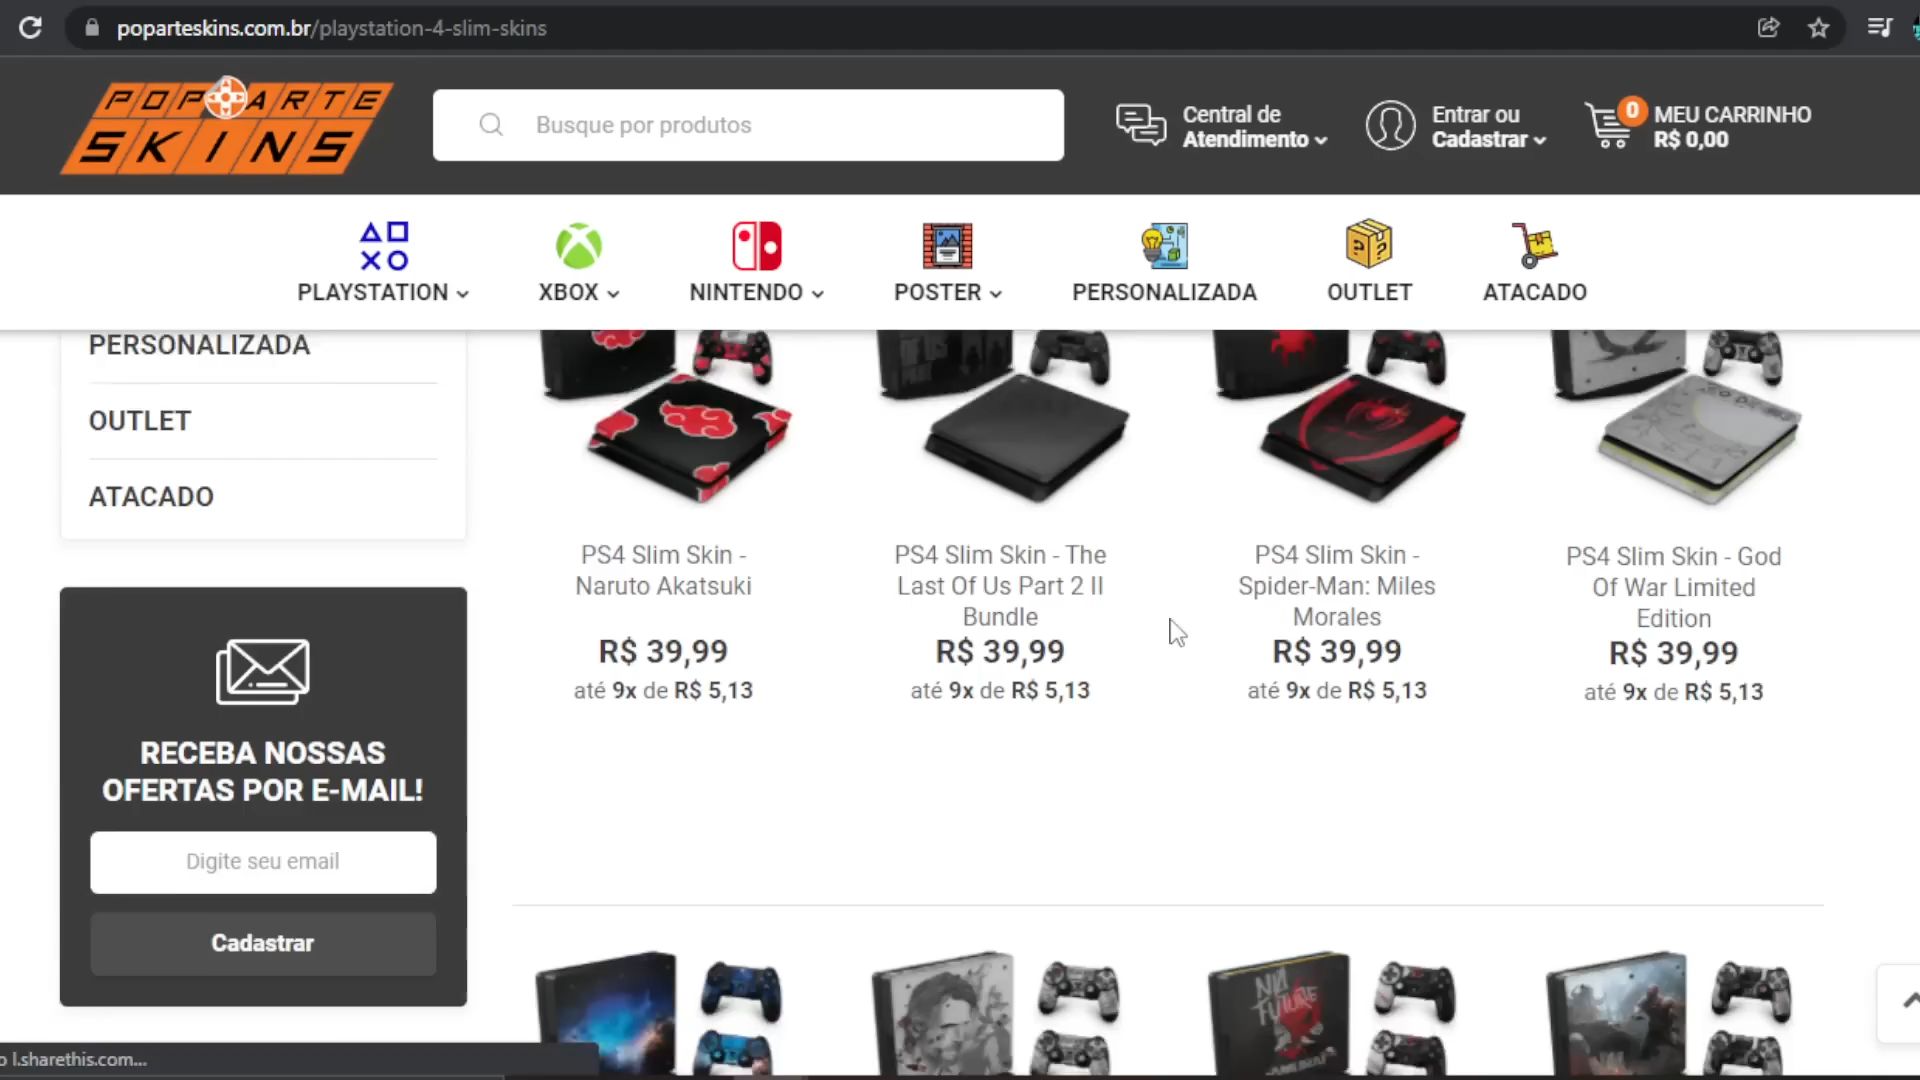 poparteskins.com.br/playstation-4-slim-skins
POP ARTE
SKINS
Busque por produtos
Central de
Atendimento
Entrar ou
Cadastrar
0
MEU CARRINHO
R$ 0,00
PLAYSTATION
XBOX
NINTENDO
POSTER
PERSONALIZADA
OUTLET
ATACADO
PERSONALIZADA
OUTLET
ATACADO
PS4 Slim Skin -
Naruto Akatsuki
R$ 39,99
até 9x de R$ 5,13
PS4 Slim Skin - The
Last Of Us Part 2 II
Bundle
R$ 39,99
até 9x de R$ 5,13
PS4 Slim Skin -
Spider-Man: Miles
Morales
R$ 39,99
até 9x de R$ 5,13
PS4 Slim Skin - God
Of War Limited
Edition
R$ 39,99
até 9x de R$ 5,13
RECEBA NOSSAS
OFERTAS POR E-MAIL!
Digite seu email
Cadastrar
FUTURE
o l.sharethis.com...